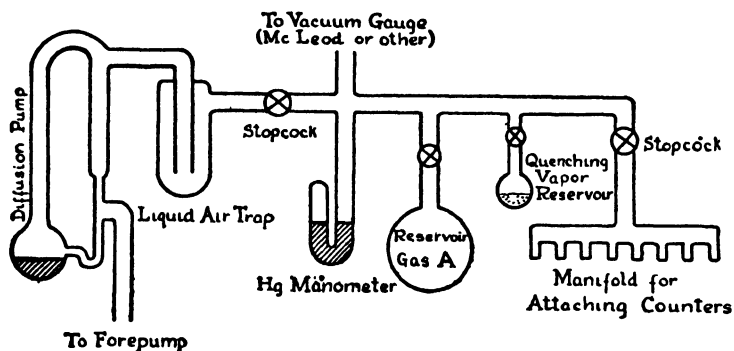 To Vacuum Gauge
(Mc Leod or other)
Diffusion Pump
Stopcock
Stopcock
Quenching
Vapor
Reservoir
Liquid Air Trap
Reservoir
Gas A
Hg Manometer
Manifold for
Attaching Counters
To Forepump